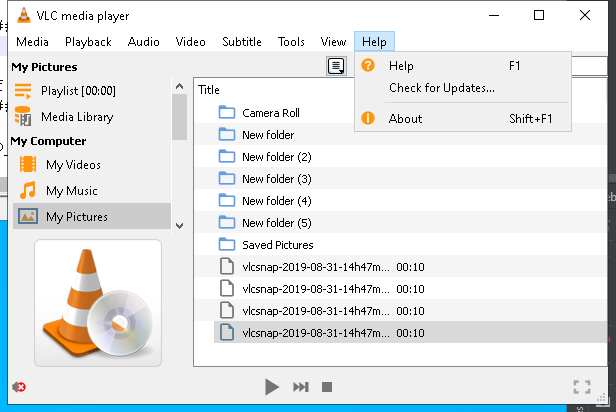 VLC media player
Media Playback Audio Video Subtitle Tools View Help
Help F1
Check for Updates...
About Shift+F1
My Pictures
Playlist [00:00]
Media Library
My Computer
My Videos
My Music
My Pictures
Title
Camera Roll
New folder
New folder (2)
New folder (3)
New folder (4)
New folder (5)
Saved Pictures
vlcsnap-2019-08-31-14h47m... 00:10
vlcsnap-2019-08-31-14h47m... 00:10
vlcsnap-2019-08-31-14h47m... 00:10
vlcsnap-2019-08-31-14h47m... 00:10